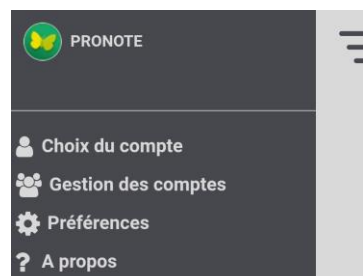 PRONOTE
Choix du compte
Gestion des comptes
Préférences
A propos